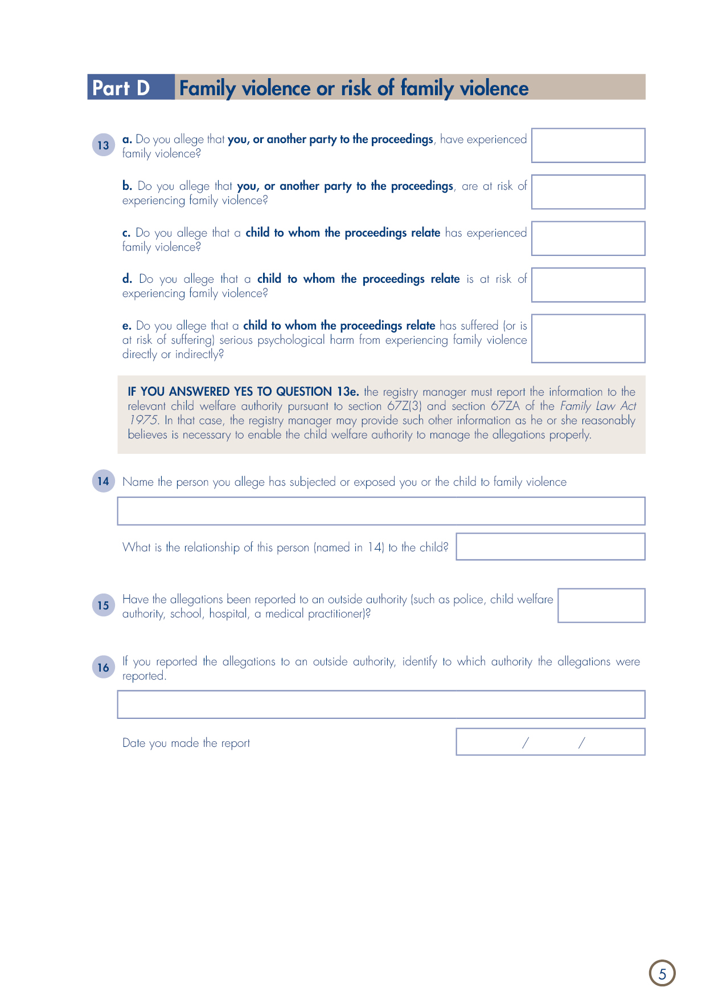 Part D Family violence or risk of family violence
13 a. Do you allege that you, or another party to the proceedings, have experienced
family violence?
b. Do you allege that you, or another party to the proceedings, are at risk of
experiencing family violence?
c. Do you allege that a child to whom the proceedings relate has experienced
family violence?
d. Do you allege that a child to whom the proceedings relate is at risk of
experiencing family violence?
e. Do you allege that a child to whom the proceedings relate has suffered (or is
at risk of suffering) serious psychological harm from experiencing family violence
directly or indirectly?
IF YOU ANSWERED YES TO QUESTION 13e. the registry manager must report the information to the
relevant child welfare authority pursuant to section 67Z(3) and section 67ZA of the Family Law Act
1975. In that case, the registry manager may provide such other information as he or she reasonably
believes is necessary to enable the child welfare authority to manage the allegations properly.
14 Name the person you allege has subjected or exposed you or the child to family violence
What is the relationship of this person (named in 14) to the child?
15 Have the allegations been reported to an outside authority (such as police, child welfare
authority, school, hospital, a medical practitioner)?
16 If you reported the allegations to an outside authority, identify to which authority the allegations were
reported.
Date you made the report / /
5